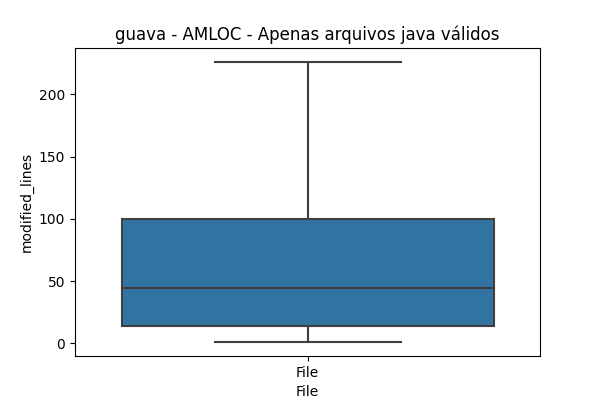 guava - AMLOC - Apenas arquivos java válidos
modified_lines
200
150
100
50
0
File
File